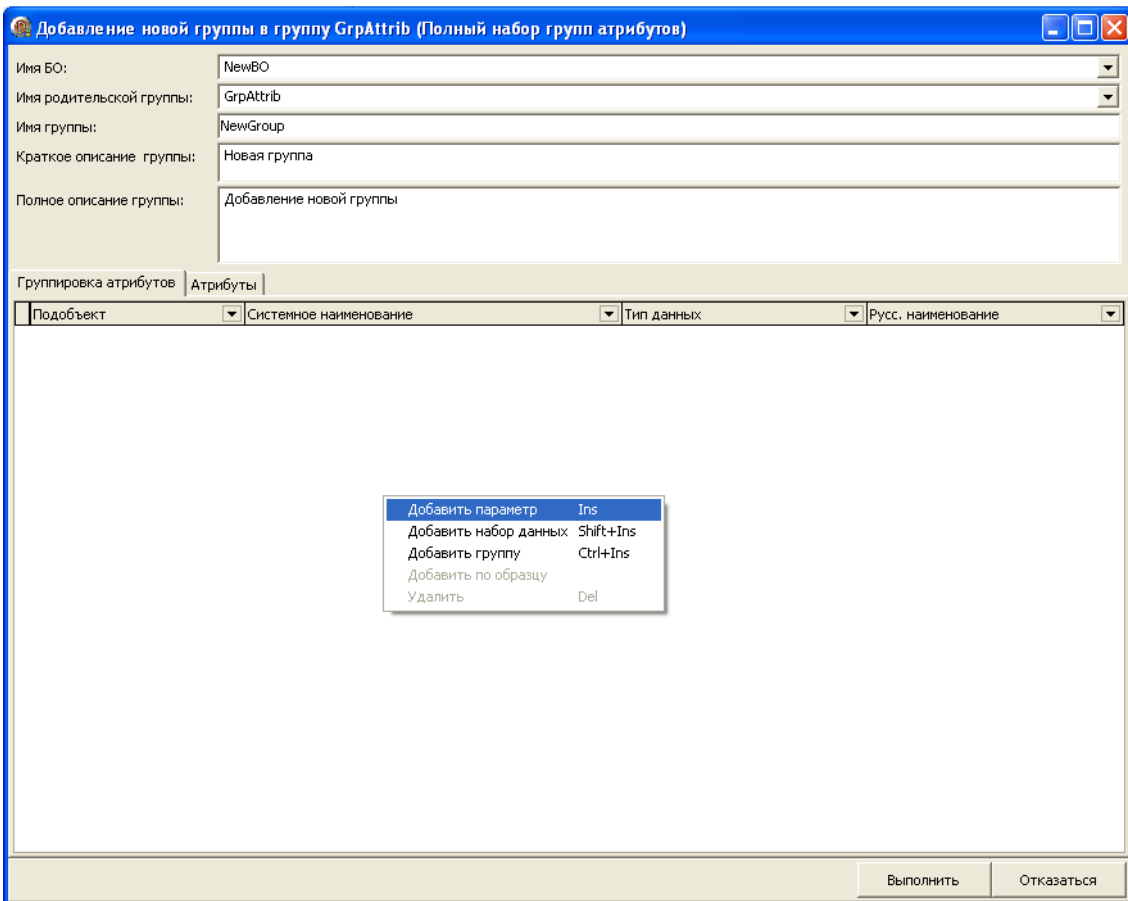 Добавление новой группы в группу GrpAttrib (Полный набор групп атрибутов)
Имя БО: NewBO
Имя родительской группы: GrpAttrib
Имя группы: NewGroup
Краткое описание группы: Новая группа
Полное описание группы: Добавление новой группы
Группировка атрибутов Атрибуты
Подобъект Системное наименование Тип данных Русс. наименование
Добавить параметр Ins
Добавить набор данных Shift+Ins
Добавить группу Ctrl+Ins
Добавить по образцу
Удалить Del
Выполнить Отказаться